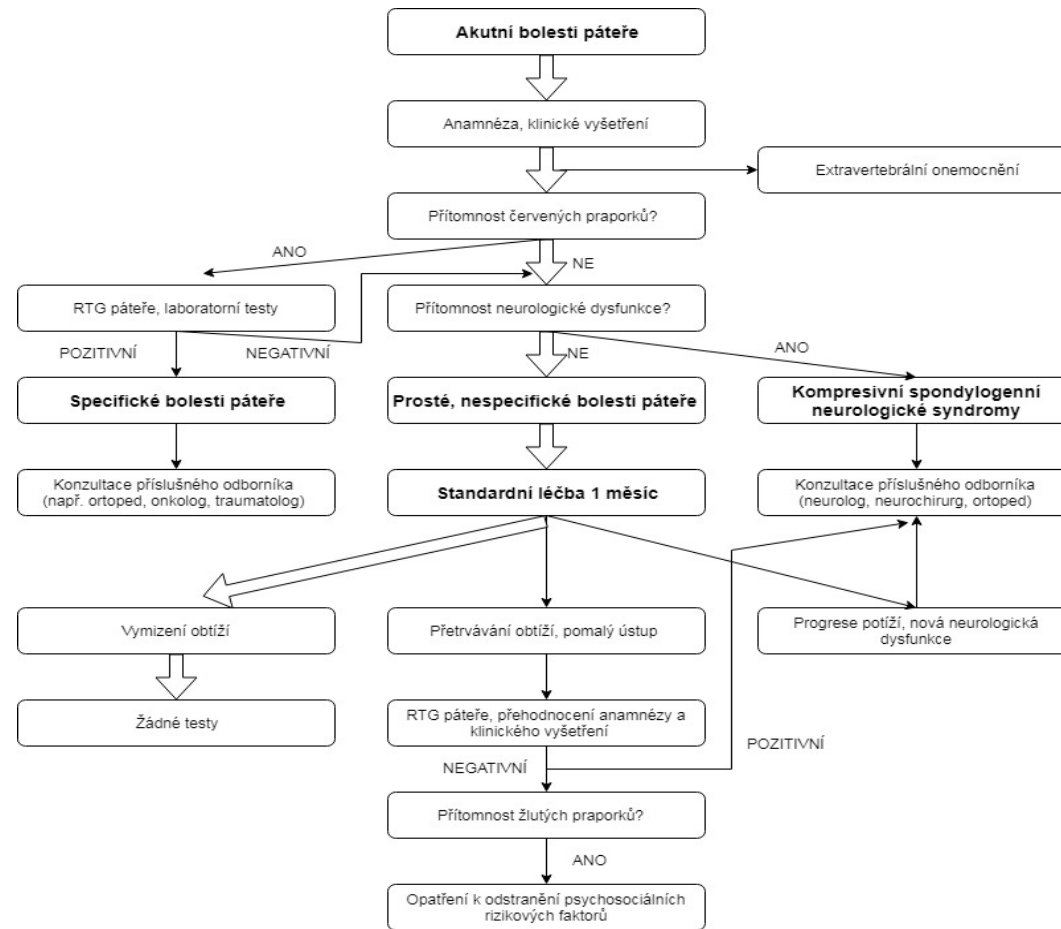 Akutní bolesti páteře
Anamnéza, klinické vyšetření
Extravertebrální onemocnění
Přítomnost červených praporků?
ANO
NE
RTG páteře, laboratorní testy
Přítomnost neurologické dysfunkce?
POZITIVNÍ
NEGATIVNÍ
NE
ANO
Specifické bolesti páteře
Prosté, nespecifické bolesti páteře
Kompresivní spondylogenní
neurologické syndromy
Konzultace příslušného odborníka
(např. ortoped, onkolog, traumatolog)
Standardní léčba 1 měsíc
Konzultace příslušného odborníka
(neurolog, neurochirurg, ortoped)
Vymizení obtíží
Přetrvávání obtíží, pomalý ústup
Progrese potíží, nová neurologická
dysfunkce
Žádné testy
RTG páteře, přehodnocení anamnézy a
klinického vyšetření
POZITIVNÍ
NEGATIVNÍ
Přítomnost žlutých praporků?
ANO
Opatření k odstranění psychosociálních
rizikových faktorů